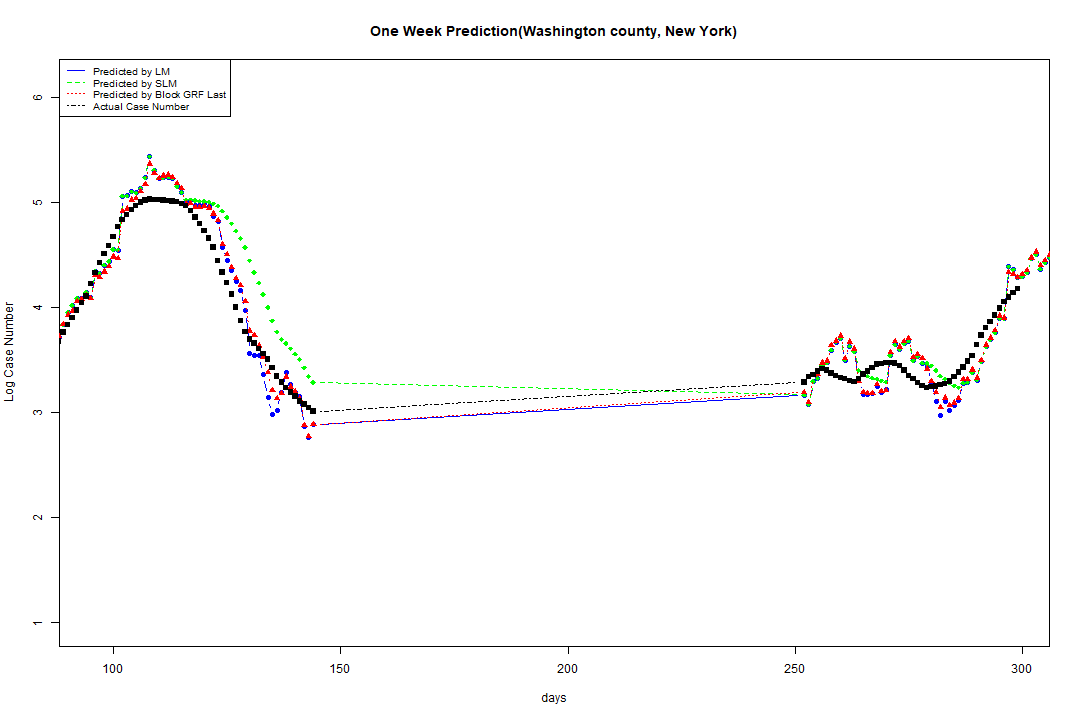 One Week Prediction(Washington county, New York)
Predicted by LM
Predicted by SLM
Predicted by Block GRF Last
Actual Case Number
6
5
4
3
2
1
Log Case Number
100 150 200 250 300
days